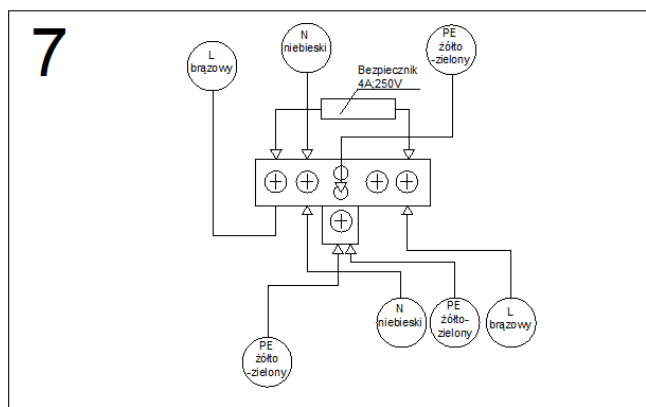 7
L
brązowy
N
niebieski
PE
żółto
-zielony
Bezpiecznik
4A;250V
N
niebieski
PE
żółto-
zielony
L
brązowy
PE
żółto
-zielony